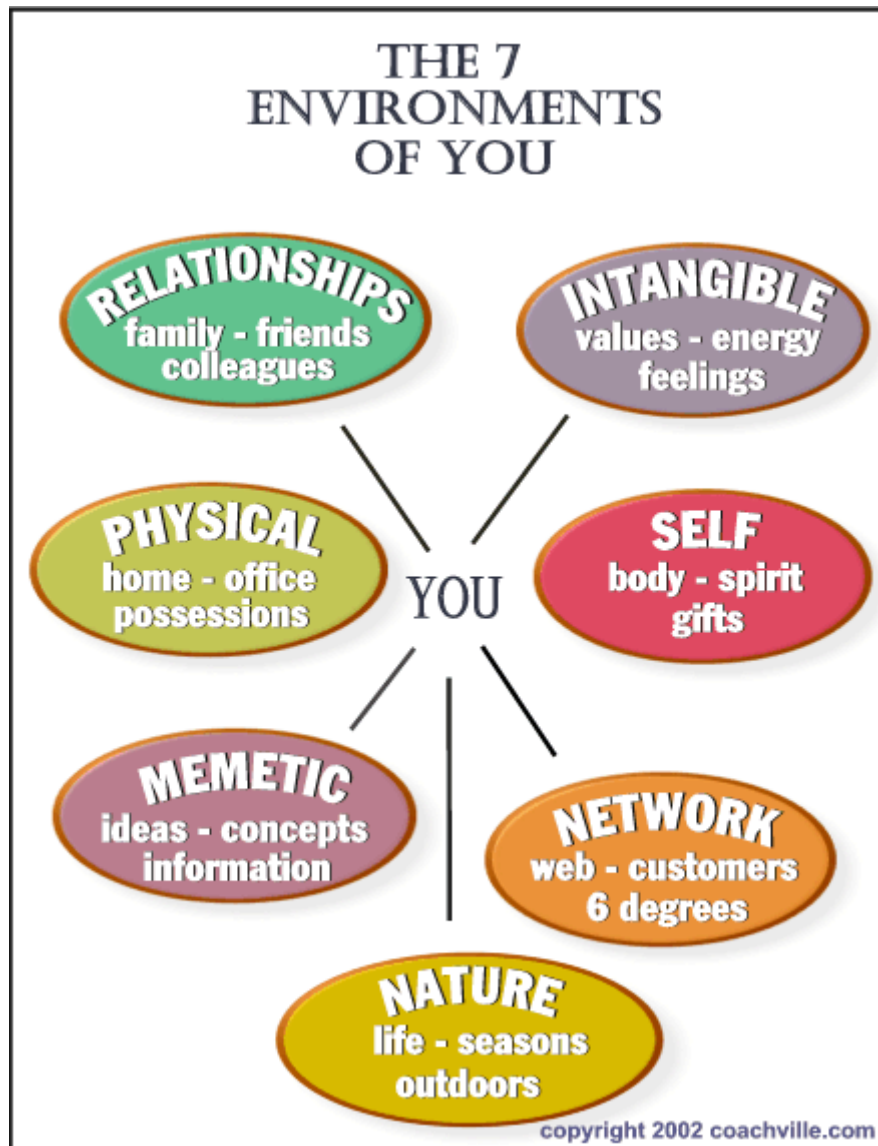 THE 7
ENVIRONMENTS
OF YOU
RELATIONSHIPS
family - friends
colleagues
INTANGIBLE
values - energy
feelings
PHYSICAL
home - office
possessions
YOU
SELF
body - spirit
gifts
MEMETIC
ideas - concepts
information
NETWORK
web - customers
6 degrees
NATURE
life - seasons
outdoors
copyright 2002 coachville.com